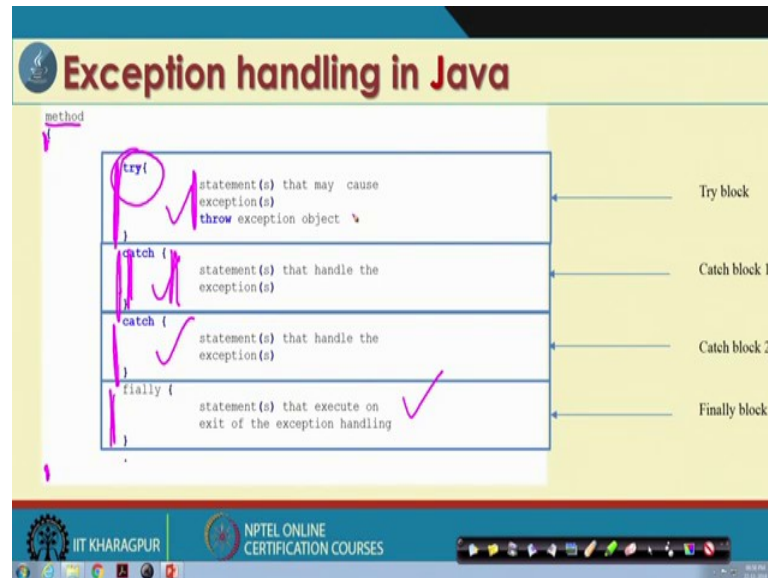 Exception handling in Java
method
{
try{
statement(s) that may cause
exception(s)
throw exception object
}
Try block
catch {
statement(s) that handle the
exception(s)
}
Catch block 1
catch {
statement(s) that handle the
exception(s)
}
Catch block 2
fially {
statement(s) that execute on
exit of the exception handling
}
Finally block
IIT KHARAGPUR
NPTEL ONLINE
CERTIFICATION COURSES